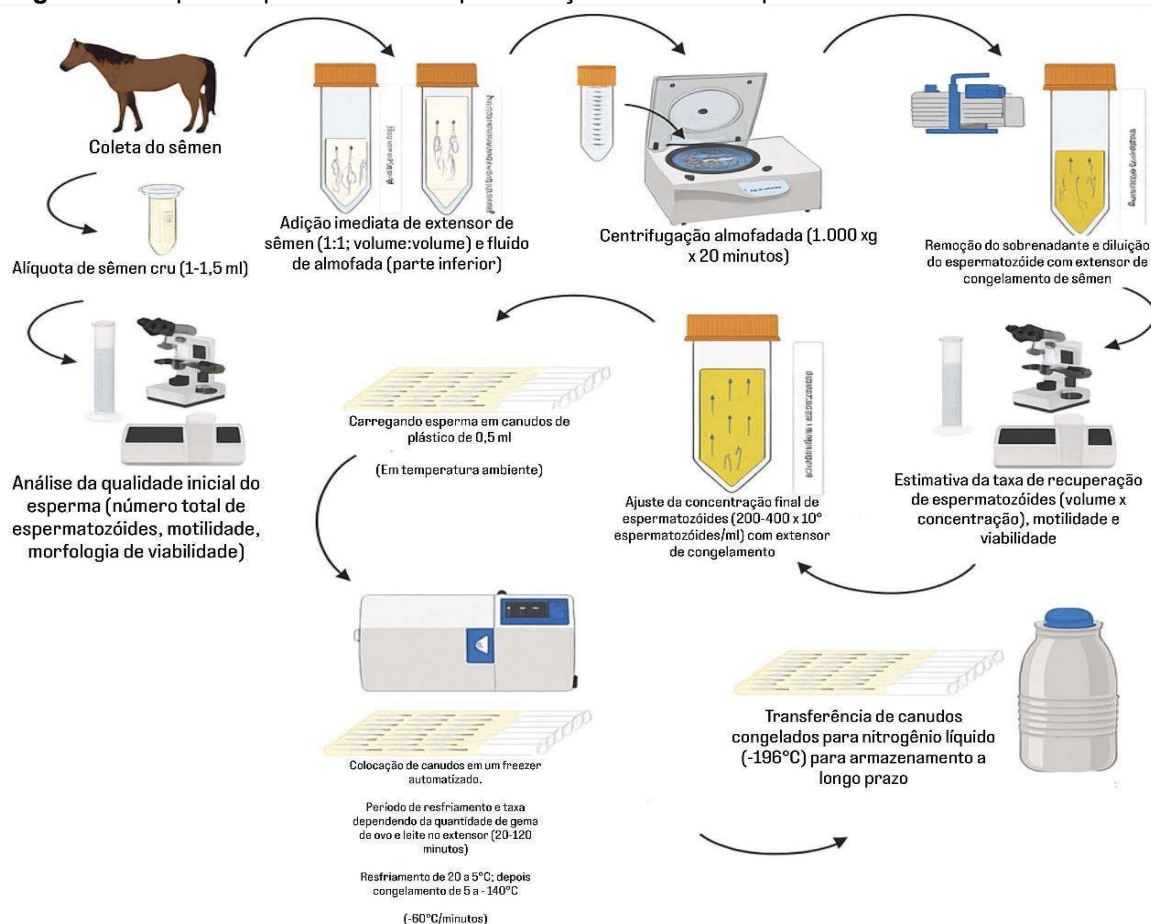 Coleta do sêmen
Alíquota de sêmen cru (1-1,5 ml)
Análise da qualidade inicial do
esperma (número total de
espermatozóides, motilidade,
morfologia de viabilidade)
Adição imediata de extensor de
sêmen (1:1; volume:volume) e fluido
de almofada (parte inferior)
Centrifugação almofadada (1.000 xg
x 20 minutos)
Remoção do sobrenadante e diluição
do espermatozóide com extensor de
congelamento de sêmen
Estimativa da taxa de recuperação
de espermatozóides (volume x
concentração), motilidade e
viabilidade
Ajuste da concentração final de
espermatozóides (200-400 x 10°
espermatozóides/ml) com extensor
de congelamento
Carregando esperma em canudos de
plástico de 0,5 ml
(Em temperatura ambiente)
Colocação de canudos em um freezer
automatizado.
Período de resfriamento e taxa
dependendo da quantidade de gema
de ovo e leite no extensor (20-120
minutos)
Resfriamento de 20 a 5°C; depois
congelamento de 5 a - 140°C
(-60°C/minutos)
Transferência de canudos
congelados para nitrogênio líquido
(-196°C) para armazenamento a
longo prazo